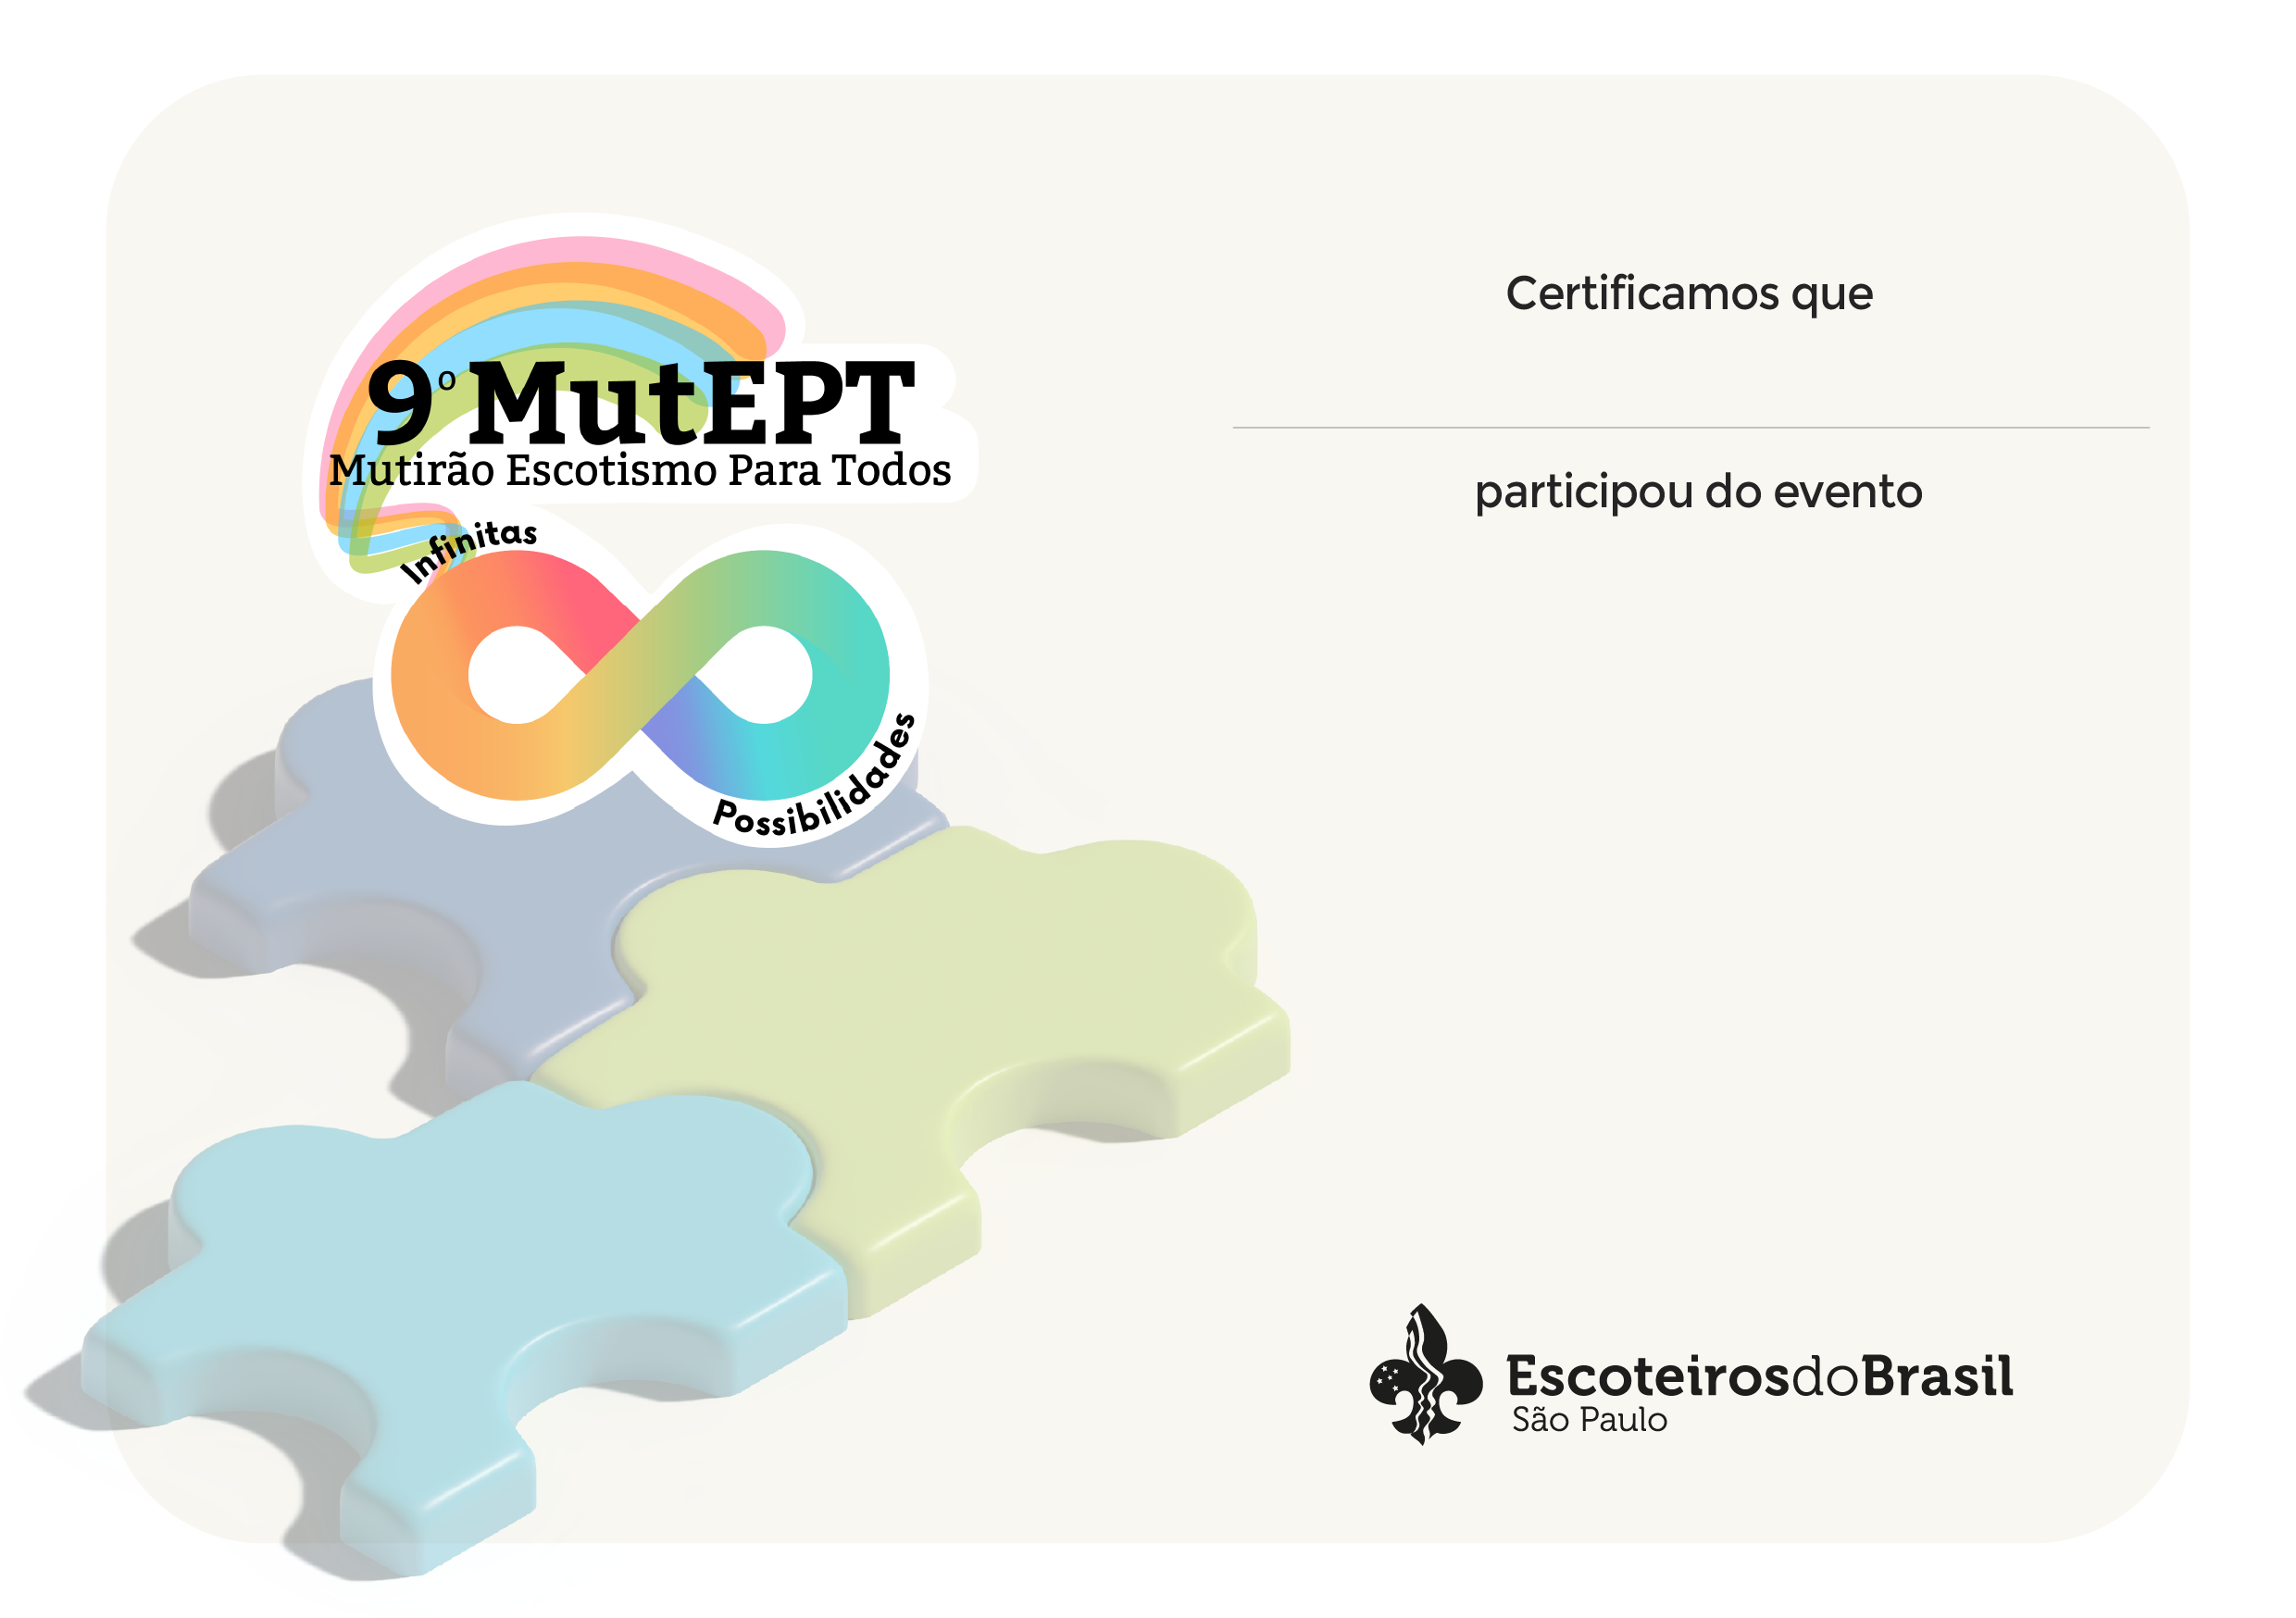 9º MutEPT
Mutirão Escotismo Para Todos
Infinitas
Possibilidades
Certificamos que
participou do evento
EscoteirosdoBrasil
São Paulo